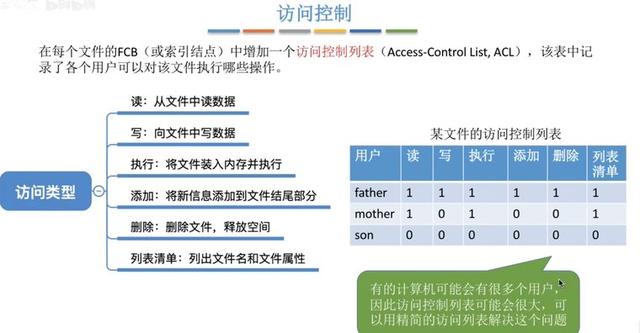 访问控制
在每个文件的FCB（或索引结点）中增加一个访问控制列表（Access-Control List, ACL），该表中记
录了各个用户可以对该文件执行哪些操作。
访问类型
读：从文件中读数据
写：向文件中写数据
执行：将文件装入内存并执行
添加：将新信息添加到文件结尾部分
删除：删除文件，释放空间
列表清单：列出文件名和文件属性
某文件的访问控制列表
用户 读 写 执行 添加 删除 列表清单
father 1 1 1 1 1 1
mother 1 0 1 0 0 1
son 0 0 0 0 0 0
有的计算机可能会有很多个用户，
因此访问控制列表可能会很大，可
以用精简的访问列表解决这个问题